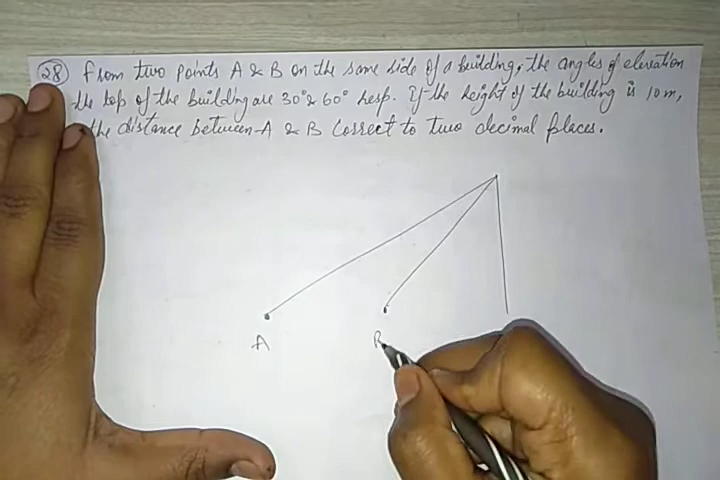 28 From two points A & B on the same side of a building, the angles of elevation
the top of the building are 30° & 60° resp. If the height of the building is 10m,
the distance between A & B correct to two decimal places.
A B